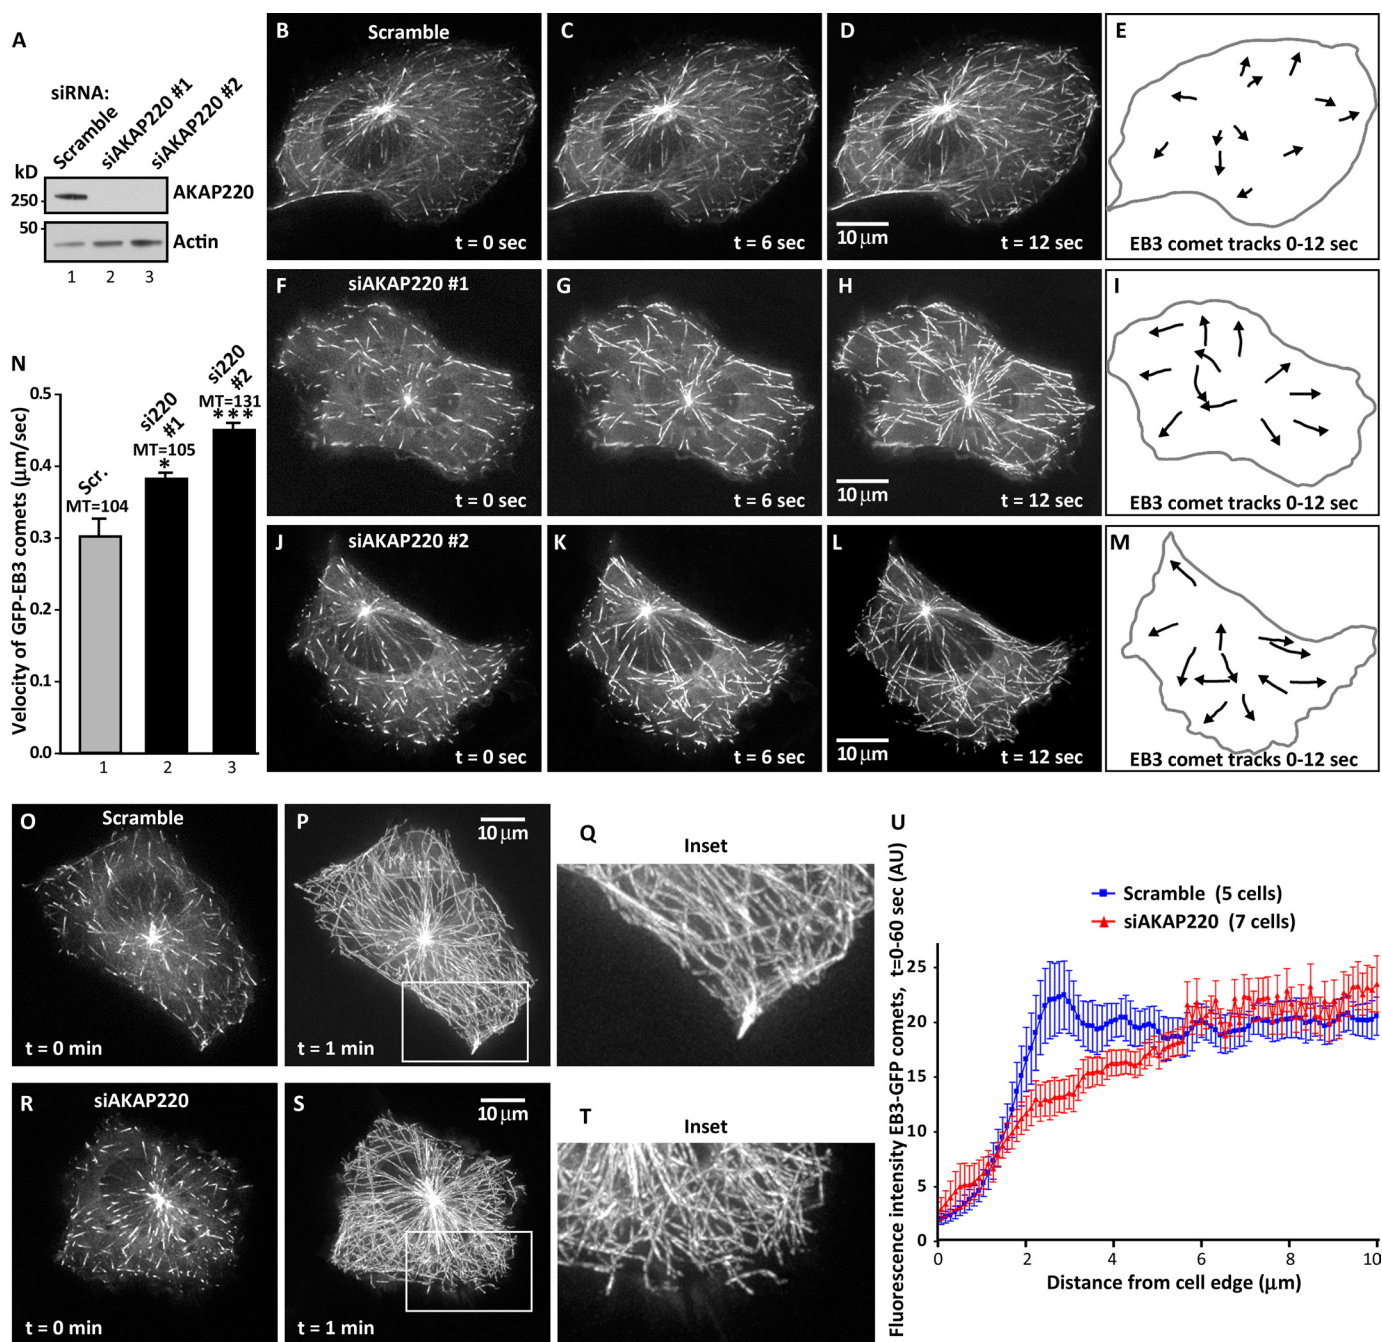 A
siRNA:
Scramble
siAKAP220 #1
siAKAP220 #2
kD
250
AKAP220
50
Actin
1 2 3
B
Scramble
t = 0 sec
C
t = 6 sec
D
10 μm
t = 12 sec
E
EB3 comet tracks 0-12 sec
F
siAKAP220 #1
t = 0 sec
G
t = 6 sec
H
10 μm
t = 12 sec
I
EB3 comet tracks 0-12 sec
J
siAKAP220 #2
t = 0 sec
K
t = 6 sec
L
10 μm
t = 12 sec
M
EB3 comet tracks 0-12 sec
N
Velocity of GFP-EB3 comets (μm/sec)
0.5
0.4
0.3
0.2
0.1
0.0
Scr.
MT=104
si220
#1
MT=105
*
si220
#2
MT=131
***
1 2 3
O
Scramble
t = 0 min
P
10 μm
t = 1 min
Q
Inset
R
siAKAP220
t = 0 min
S
10 μm
t = 1 min
T
Inset
U
Fluorescence intensity EB3-GFP comets, t=0-60 sec (AU)
Scramble (5 cells)
siAKAP220 (7 cells)
25
20
15
10
5
0
0 2 4 6 8 10
Distance from cell edge (μm)